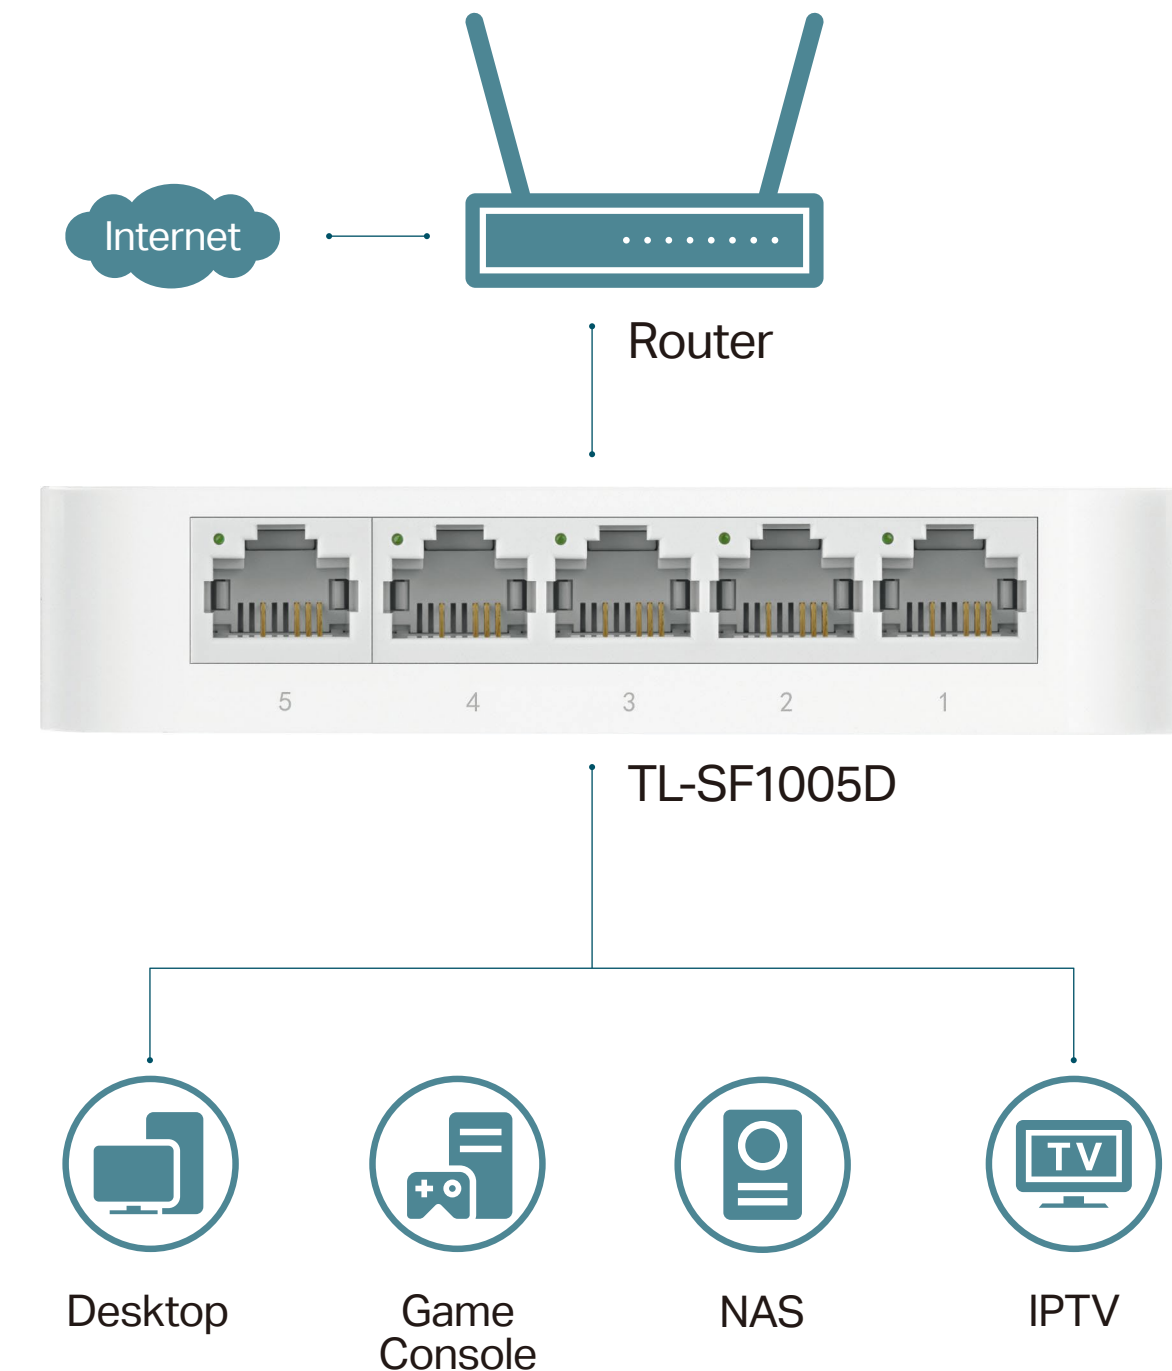 Internet
Router
5 4 3 2 1
TL-SF1005D
TV
Desktop
Game
Console
NAS
IPTV